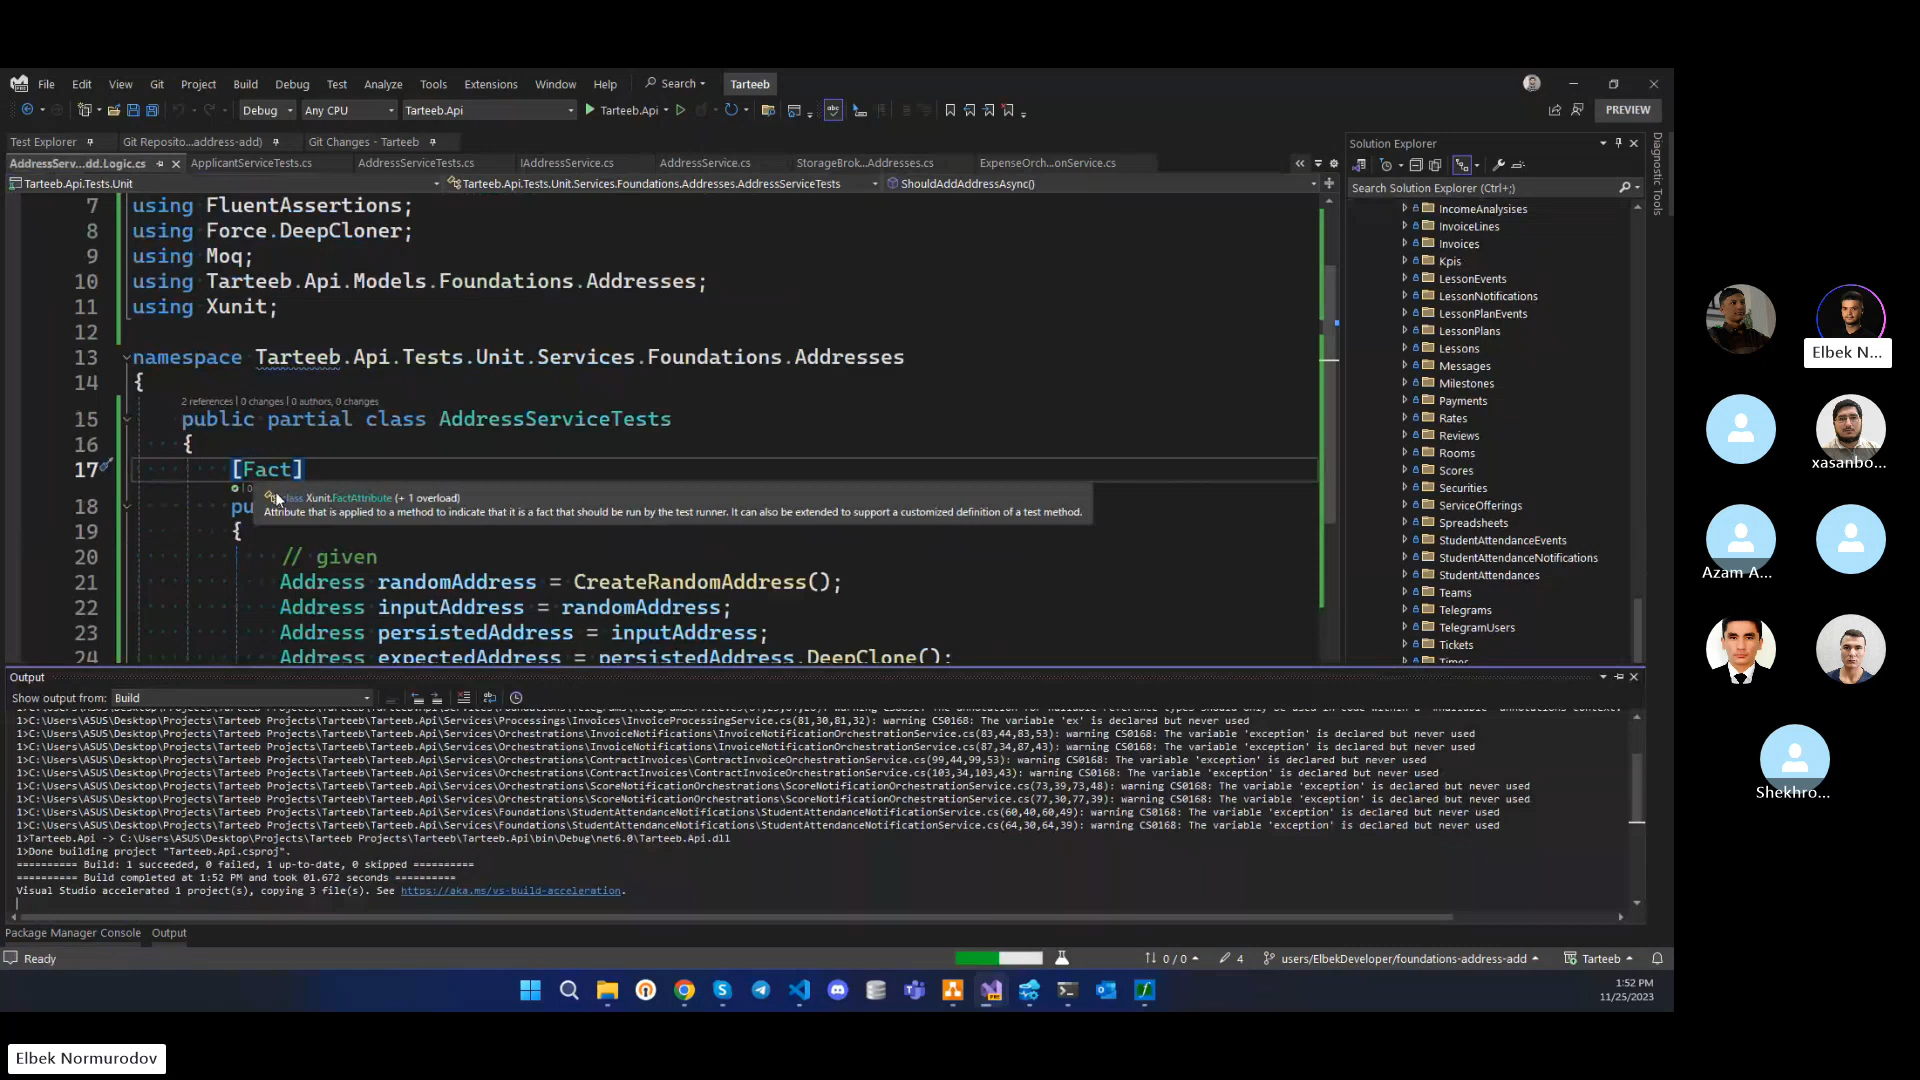 File Edit View Git Project Build Debug Test Analyze Tools Extensions Window Help Search Tarteeb
Debug Any CPU Tarteeb.Api Tarteeb.Api PREVIEW
Test Explorer Git Reposito...address-add) Git Changes - Tarteeb
AddressServ...dd.Logic.cs ApplicantServiceTests.cs AddressServiceTests.cs IAddressService.cs AddressService.cs StorageBrok...Addresses.cs ExpenseOrch...onService.cs
Tarteeb.Api.Tests.Unit Tarteeb.Api.Tests.Unit.Services.Foundations.Addresses.AddressServiceTests ShouldAddAddressAsync()
7 using FluentAssertions;
8 using Force.DeepCloner;
9 using Moq;
10 using Tarteeb.Api.Models.Foundations.Addresses;
11 using Xunit;
12
13 namespace Tarteeb.Api.Tests.Unit.Services.Foundations.Addresses
14 {
2 references | 0 changes | 0 authors, 0 changes
15 public partial class AddressServiceTests
16 {
17 [Fact]
class Xunit.FactAttribute (+ 1 overload)
Attribute that is applied to a method to indicate that it is a fact that should be run by the test runner. It can also be extended to support a customized definition of a test method.
18 pu
19 {
20 // given
21 Address randomAddress = CreateRandomAddress();
22 Address inputAddress = randomAddress;
23 Address persistedAddress = inputAddress;
24 Address expectedAddress = persistedAddress.DeepClone();
Solution Explorer
Search Solution Explorer (Ctrl+;)
IncomeAnalysises
InvoiceLines
Invoices
Kpis
LessonEvents
LessonNotifications
LessonPlanEvents
LessonPlans
Lessons
Messages
Milestones
Payments
Rates
Reviews
Rooms
Scores
Securities
ServiceOfferings
Spreadsheets
StudentAttendanceEvents
StudentAttendanceNotifications
StudentAttendances
Teams
Telegrams
TelegramUsers
Tickets
Times
Diagnostic Tools
Output
Show output from: Build
1>C:\Users\ASUS\Desktop\Projects\Tarteeb Projects\Tarteeb\Tarteeb.Api\Services\Processings\Invoices\InvoiceProcessingService.cs(81,30,81,32): warning CS0168: The variable 'ex' is declared but never used
1>C:\Users\ASUS\Desktop\Projects\Tarteeb Projects\Tarteeb\Tarteeb.Api\Services\Orchestrations\InvoiceNotifications\InvoiceNotificationOrchestrationService.cs(83,44,83,53): warning CS0168: The variable 'exception' is declared but never used
1>C:\Users\ASUS\Desktop\Projects\Tarteeb Projects\Tarteeb\Tarteeb.Api\Services\Orchestrations\InvoiceNotifications\InvoiceNotificationOrchestrationService.cs(87,34,87,43): warning CS0168: The variable 'exception' is declared but never used
1>C:\Users\ASUS\Desktop\Projects\Tarteeb Projects\Tarteeb\Tarteeb.Api\Services\Orchestrations\ContractInvoices\ContractInvoiceOrchestrationService.cs(99,44,99,53): warning CS0168: The variable 'exception' is declared but never used
1>C:\Users\ASUS\Desktop\Projects\Tarteeb Projects\Tarteeb\Tarteeb.Api\Services\Orchestrations\ContractInvoices\ContractInvoiceOrchestrationService.cs(103,34,103,43): warning CS0168: The variable 'exception' is declared but never used
1>C:\Users\ASUS\Desktop\Projects\Tarteeb Projects\Tarteeb\Tarteeb.Api\Services\Orchestrations\ScoreNotifications\ScoreNotificationOrchestrationService.cs(73,39,73,48): warning CS0168: The variable 'exception' is declared but never used
1>C:\Users\ASUS\Desktop\Projects\Tarteeb Projects\Tarteeb\Tarteeb.Api\Services\Orchestrations\ScoreNotifications\ScoreNotificationOrchestrationService.cs(77,30,77,39): warning CS0168: The variable 'exception' is declared but never used
1>C:\Users\ASUS\Desktop\Projects\Tarteeb Projects\Tarteeb\Tarteeb.Api\Services\Foundations\StudentAttendanceNotifications\StudentAttendanceNotificationService.cs(60,40,60,49): warning CS0168: The variable 'exception' is declared but never used
1>C:\Users\ASUS\Desktop\Projects\Tarteeb Projects\Tarteeb\Tarteeb.Api\Services\Foundations\StudentAttendanceNotifications\StudentAttendanceNotificationService.cs(64,30,64,39): warning CS0168: The variable 'exception' is declared but never used
1>Tarteeb.Api -> C:\Users\ASUS\Desktop\Projects\Tarteeb Projects\Tarteeb\Tarteeb.Api\bin\Debug\net6.0\Tarteeb.Api.dll
1>Done building project "Tarteeb.Api.csproj".
========== Build: 1 succeeded, 0 failed, 1 up-to-date, 0 skipped ==========
========== Build completed at 1:52 PM and took 01.672 seconds ==========
Visual Studio accelerated 1 project(s), copying 3 file(s). See https://aka.ms/vs-build-acceleration.
Package Manager Console Output
Ready 0 / 0 4 users/ElbekDeveloper/foundations-address-add Tarteeb
1:52 PM
11/25/2023
Elbek N...
xasanbo...
Azam A...
Shekhro...
Elbek Normurodov